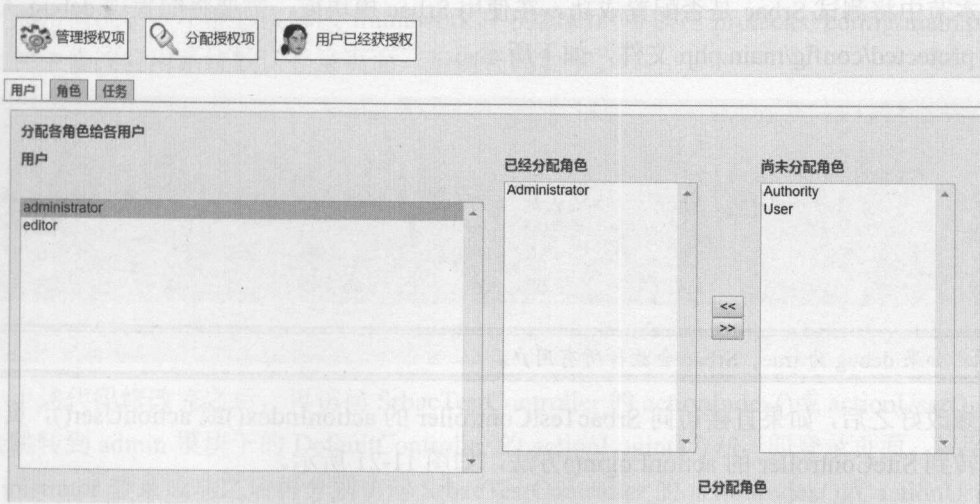 管理授权项
分配授权项
用户已经获授权
用户
角色
任务
分配各角色给各用户
用户
已经分配角色
尚未分配角色
administrator
editor
Administrator
Authority
User
<<
>>
已分配角色